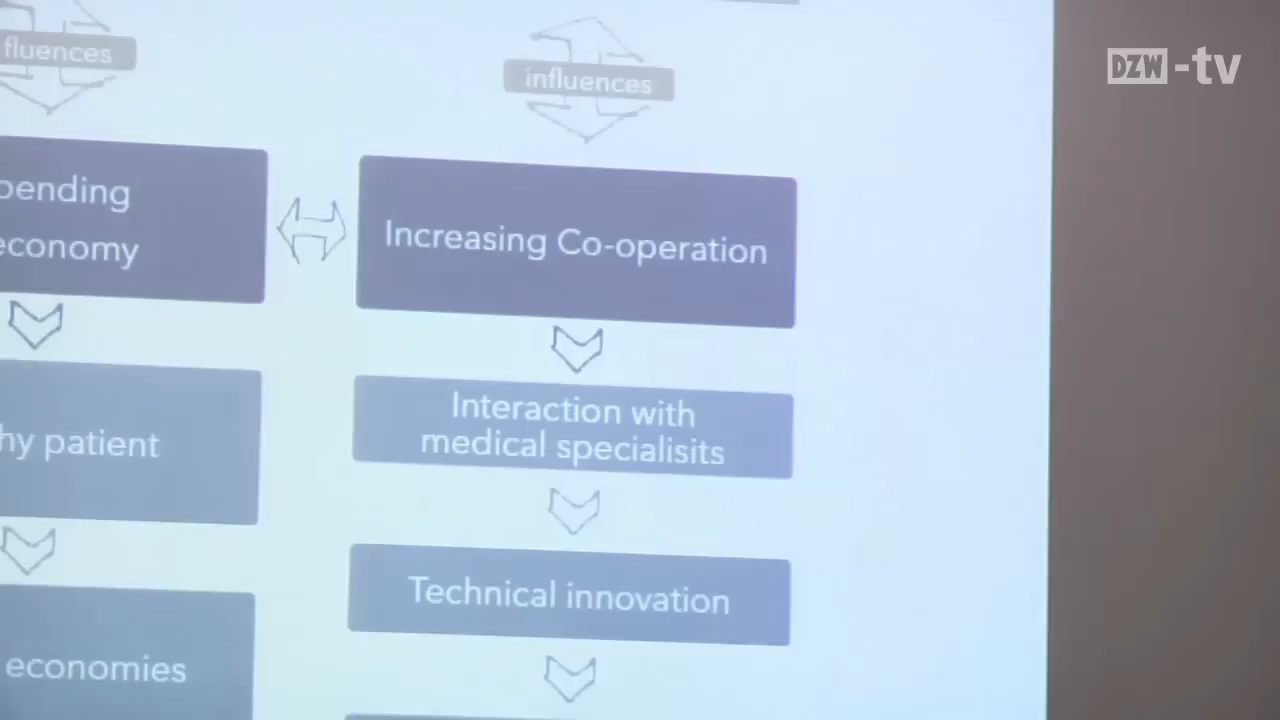 DZW-tv
fluences
influences
pending
economy
Increasing Co-operation
hy patient
Interaction with
medical specialisits
Technical innovation
economies